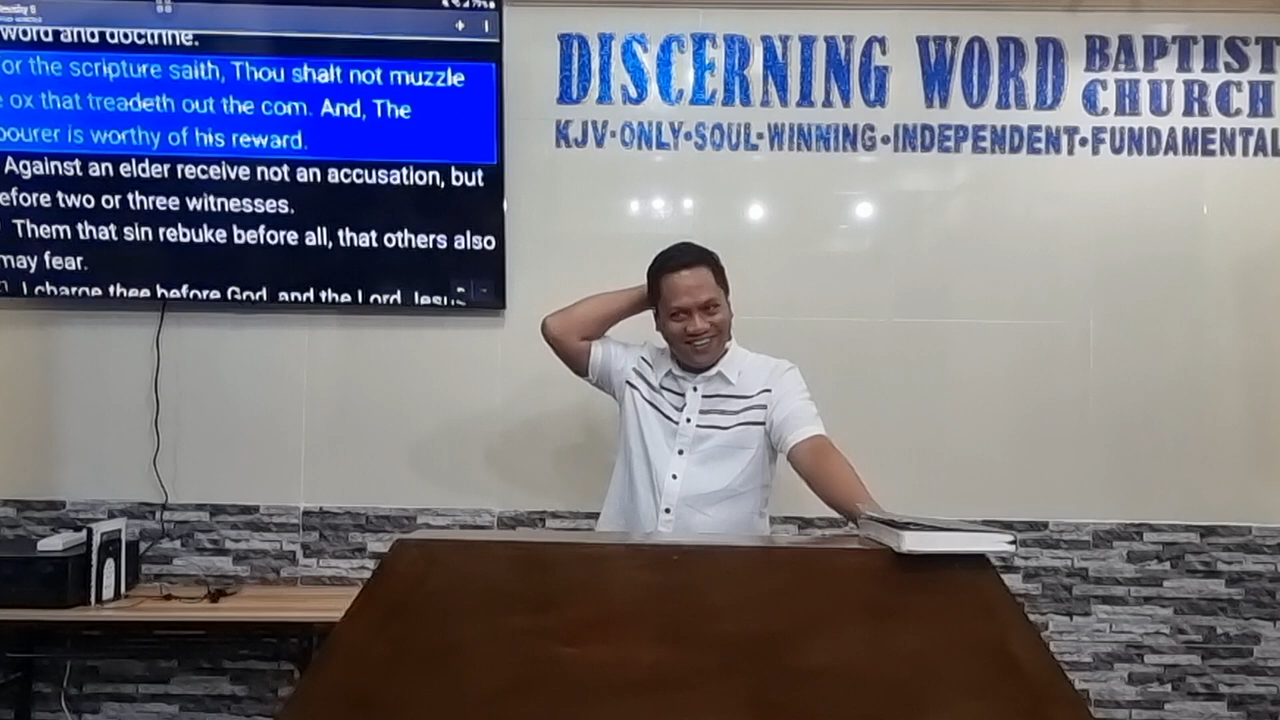 word and doctrine.
or the scripture saith, Thou shalt not muzzle
ox that treadeth out the corn. And, The
bourer is worthy of his reward.
Against an elder receive not an accusation, but
efore two or three witnesses.
Them that sin rebuke before all, that others also
may fear.
I charge thee before God, and the Lord Jesus
DISCERNING WORD BAPTIST CHURCH
KJV-ONLY•SOUL-WINNING•INDEPENDENT•FUNDAMENTAL